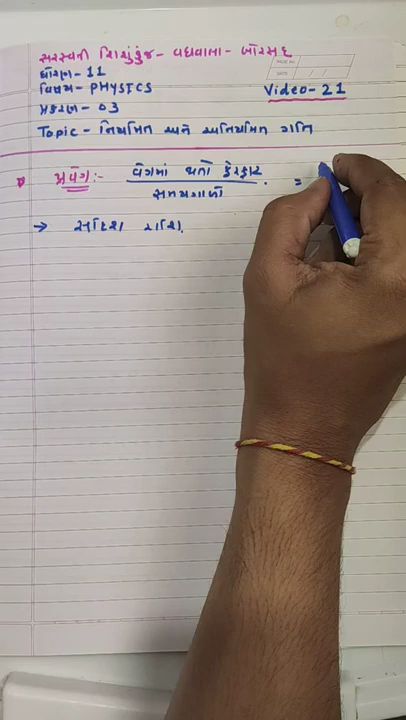 સરસ્વતી શિશુકુંજ - વધવાલા - બોરસદ
ધોરણ - 11
વિષય - PHYSICS
Video - 21
પ્રકરણ - 03
Topic - નિયમિત અને અનિયમિત ગતિ
પ્રવેગ :- વેગમાં થતો ફેરફાર =
સમયગાળો
→ સદિશ રાશિ.